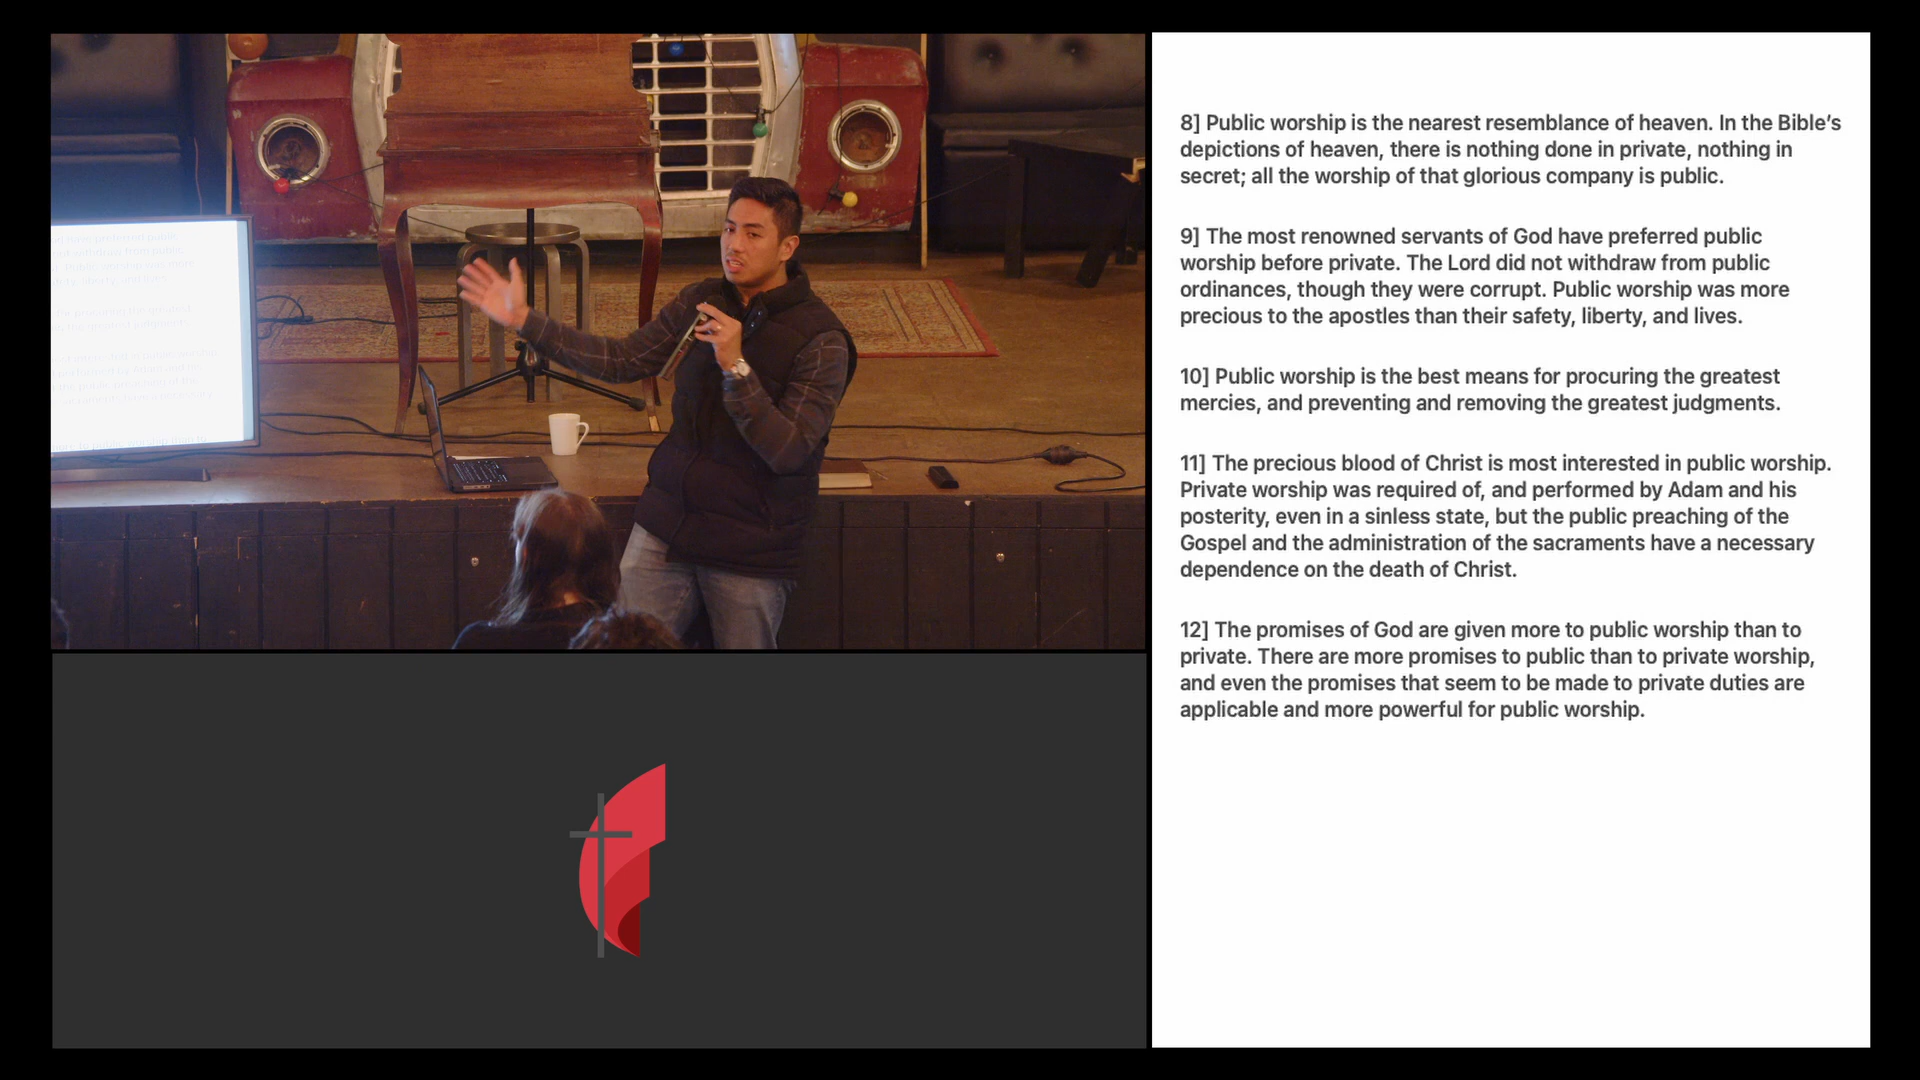 8] Public worship is the nearest resemblance of heaven. In the Bible’s
depictions of heaven, there is nothing done in private, nothing in
secret; all the worship of that glorious company is public.
9] The most renowned servants of God have preferred public
worship before private. The Lord did not withdraw from public
ordinances, though they were corrupt. Public worship was more
precious to the apostles than their safety, liberty, and lives.
10] Public worship is the best means for procuring the greatest
mercies, and preventing and removing the greatest judgments.
11] The precious blood of Christ is most interested in public worship.
Private worship was required of, and performed by Adam and his
posterity, even in a sinless state, but the public preaching of the
Gospel and the administration of the sacraments have a necessary
dependence on the death of Christ.
12] The promises of God are given more to public worship than to
private. There are more promises to public than to private worship,
and even the promises that seem to be made to private duties are
applicable and more powerful for public worship.